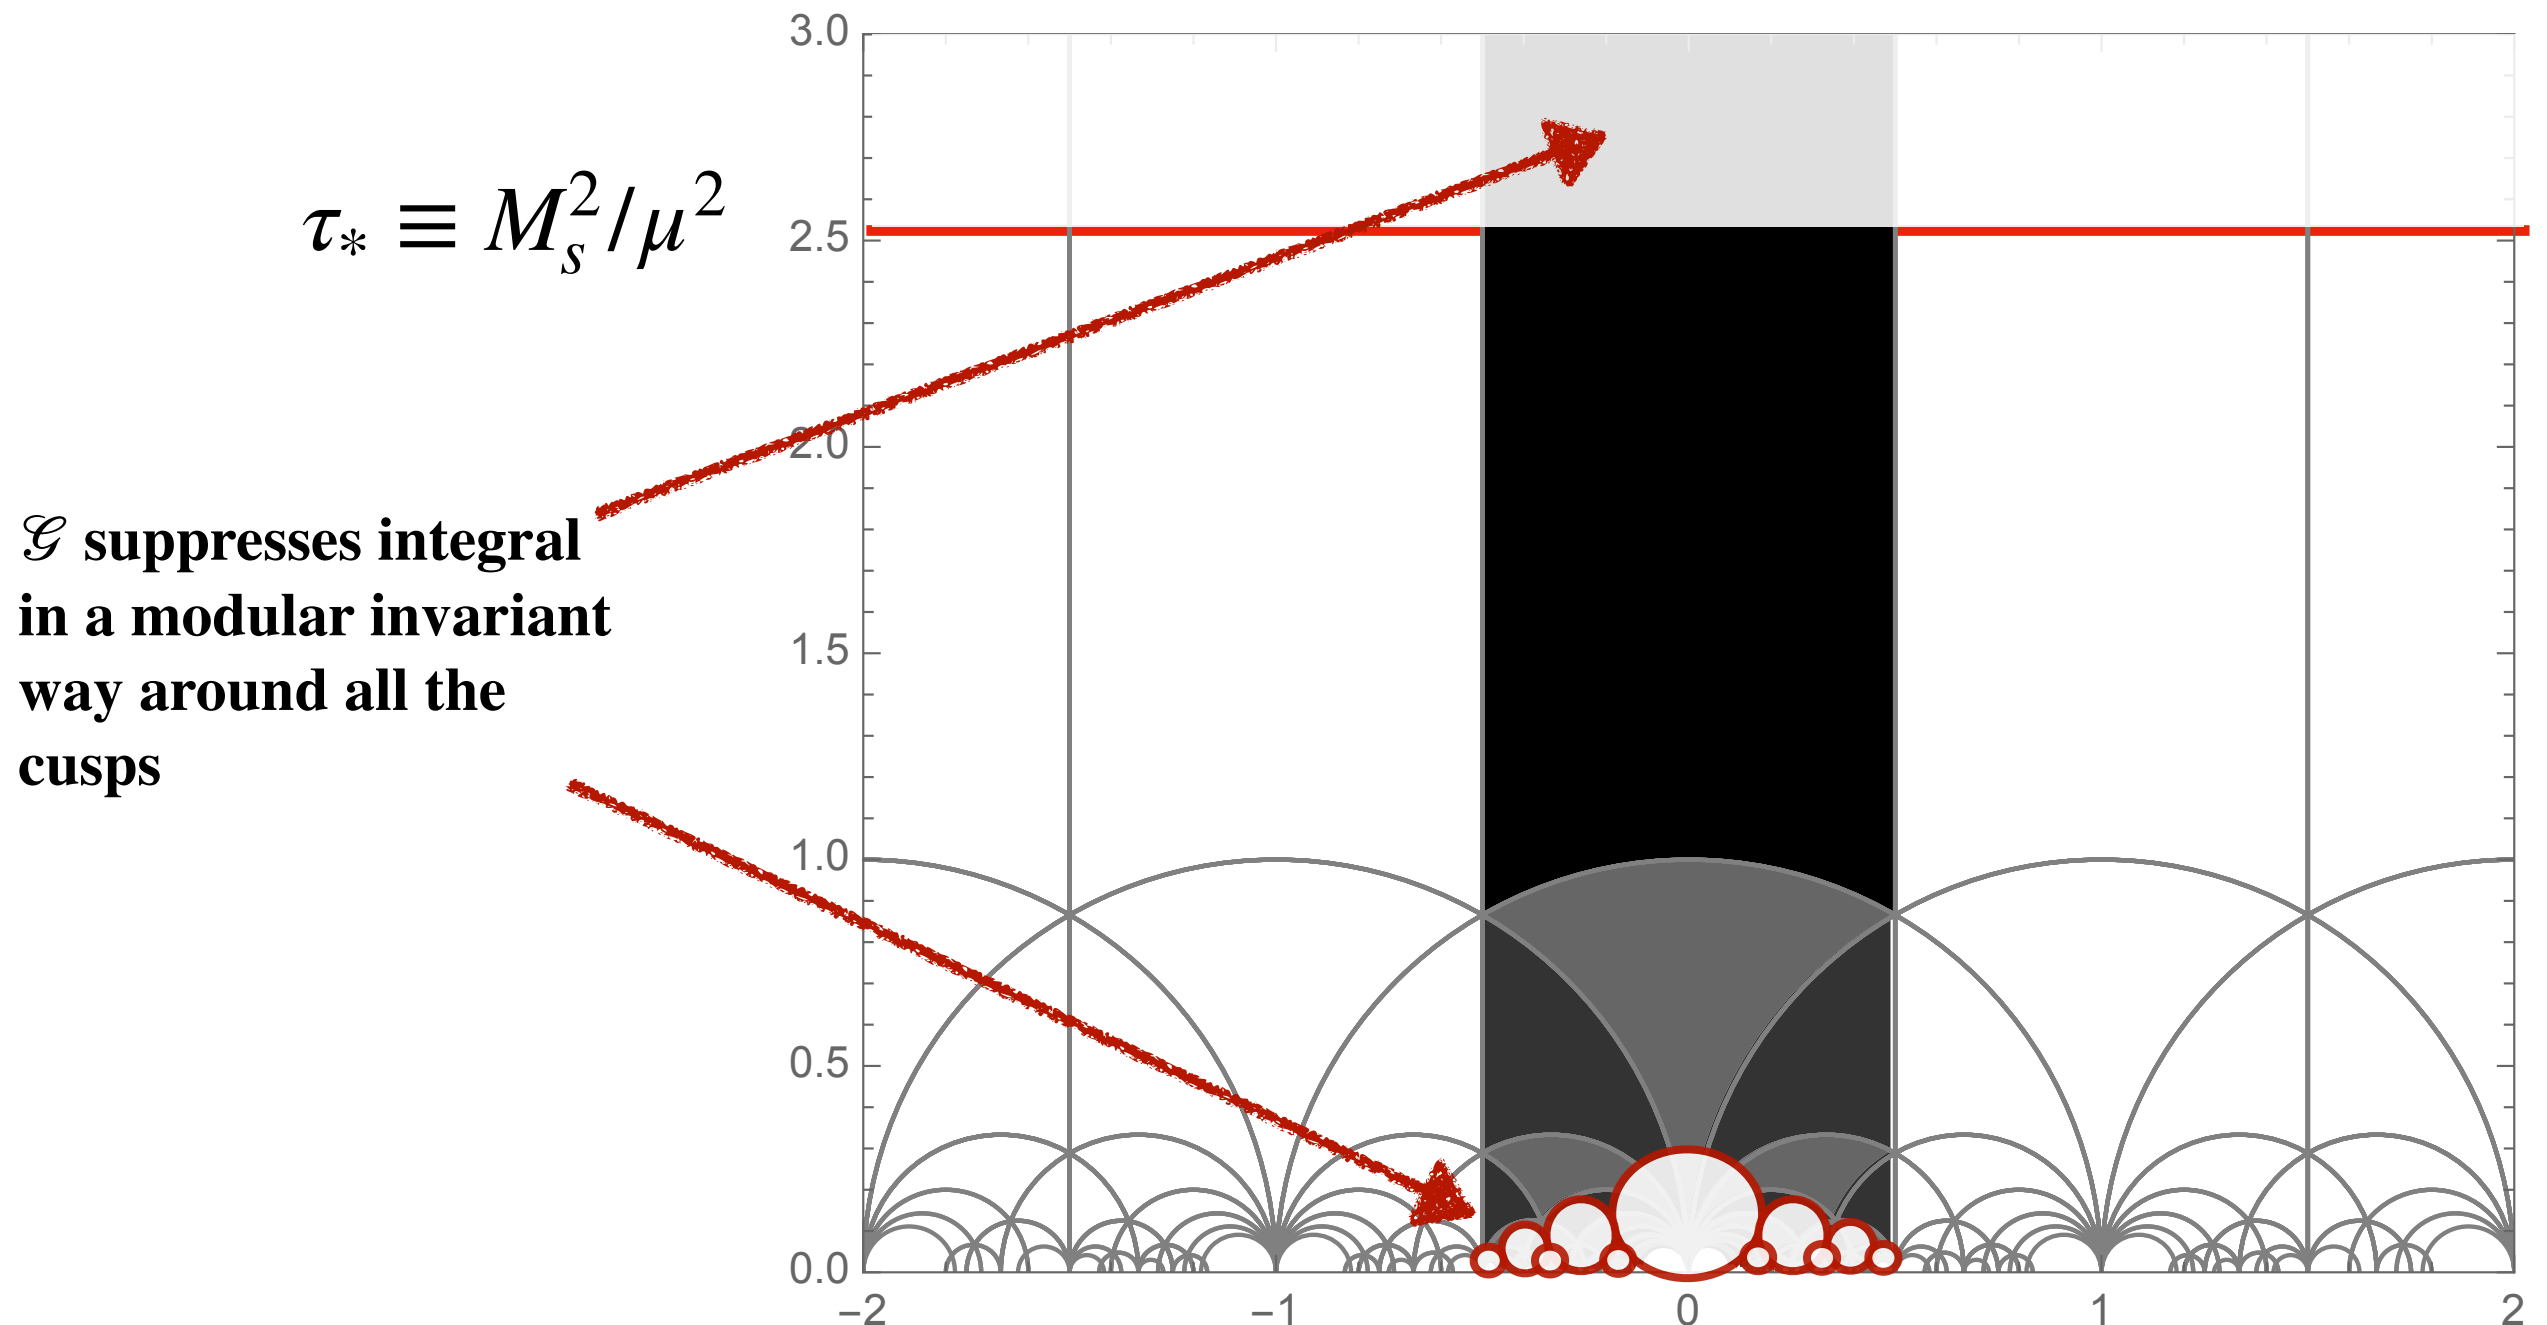 3.0
τ_* ≡ M_s^2/μ^2
2.5
2.0
𝒢 suppresses integral
in a modular invariant
way around all the
cusps
1.5
1.0
0.5
0.0
−2 −1 0 1 2